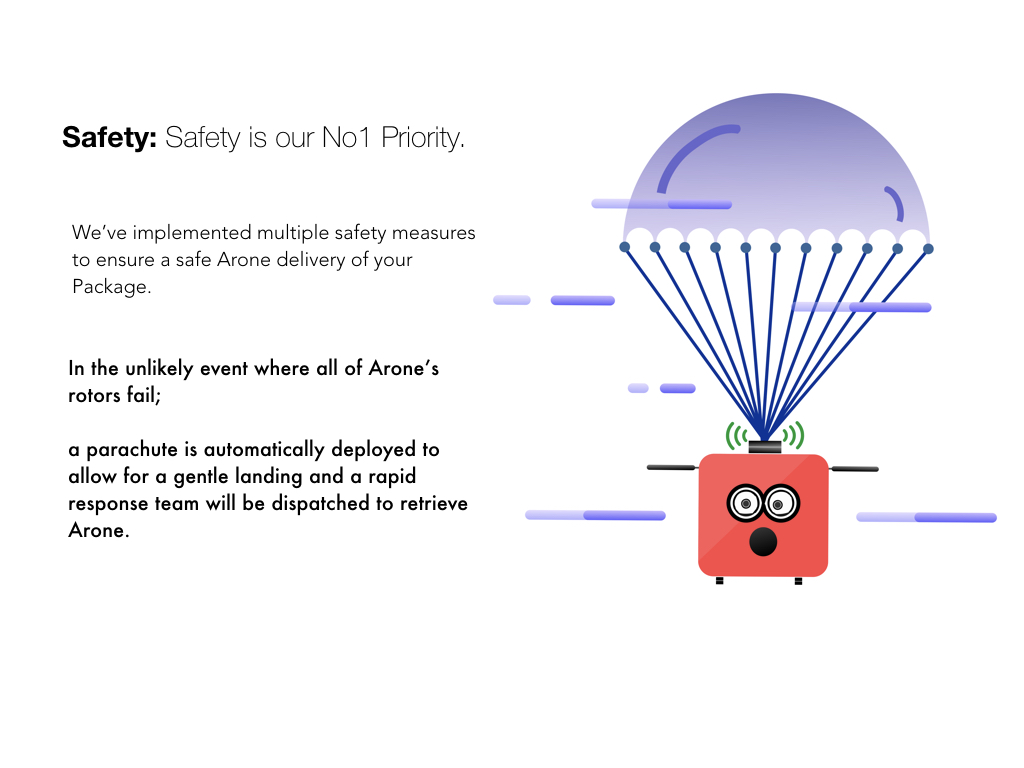 Safety: Safety is our No1 Priority.
We’ve implemented multiple safety measures
to ensure a safe Arone delivery of your
Package.
In the unlikely event where all of Arone’s
rotors fail;
a parachute is automatically deployed to
allow for a gentle landing and a rapid
response team will be dispatched to retrieve
Arone.